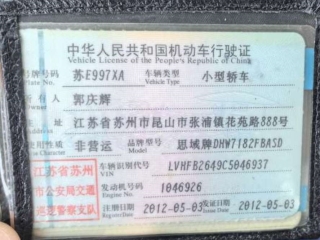 中华人民共和国机动车行驶证
Vehicle License of the People's Republic of China
号牌号码 苏E997XA 车辆类型 小型轿车
Plate No. Vehicle Type
人 郭庆辉
Owner
址 江苏省苏州市昆山市张浦镇花苑路888号
使用性质 非营运 品牌型号 思域牌DHW7182FBASD
江苏省苏州 车辆识别代号 LVHFB2649C5046937
VIN
市公安局交通 发动机号码 1046926
Engine No.
巡逻警察支队 注册日期 2012-05-03 发证日期 2012-05-03
Register Date Issue Date